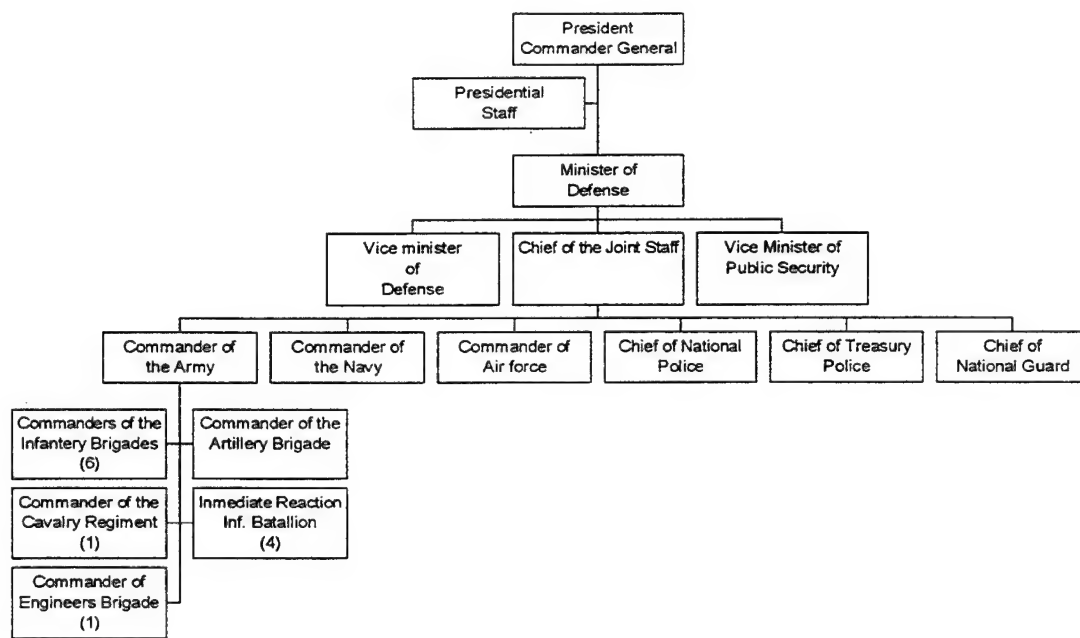 President
Commander General
Presidential
Staff
Minister of
Defense
Vice minister
of
Defense
Chief of the Joint Staff
Vice Minister of
Public Security
Commander of
the Army
Commander of
the Navy
Commander of
Air force
Chief of National
Police
Chief of Treasury
Police
Chief of
National Guard
Commanders of the
Infantery Brigades
(6)
Commander of the
Artillery Brigade
Commander of the
Cavalry Regiment
(1)
Inmediate Reaction
Inf. Batallion
(4)
Commander of
Engineers Brigade
(1)